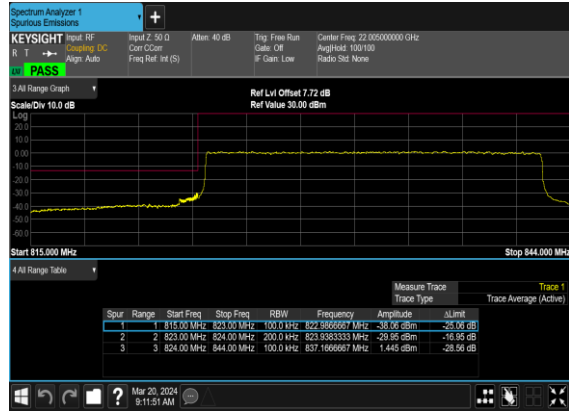 Spectrum Analyzer 1
Spurious Emissions
KEYSIGHT Input: RF Input Z: 50 Ω Atten: 40 dB Trig: Free Run Center Freq: 22.005000000 GHz
R T Coupling: DC Corr CCorr Gate: Off Avg|Hold: 100/100
Align: Auto Freq Ref: Int (S) IF Gain: Low Radio Std: None
PASS
3 All Range Graph
Ref Lvl Offset 7.72 dB
Scale/Div 10.0 dB Ref Value 30.00 dBm
Log
20.0
10.0
0.00
-10.0
-20.0
-30.0
-40.0
-50.0
-60.0
Start 815.000 MHz Stop 844.000 MHz
4 All Range Table
Measure Trace Trace 1
Trace Type Trace Average (Active)
Spur Range Start Freq Stop Freq RBW Frequency Amplitude ΔLimit
1 1 815.00 MHz 823.00 MHz 100.0 kHz 822.9866667 MHz -38.06 dBm -25.06 dB
2 2 823.00 MHz 824.00 MHz 200.0 kHz 823.9383333 MHz -29.95 dBm -16.95 dB
3 3 824.00 MHz 844.00 MHz 100.0 kHz 837.1666667 MHz 1.445 dBm -28.56 dB
?
Mar 20, 2024
9:11:51 AM